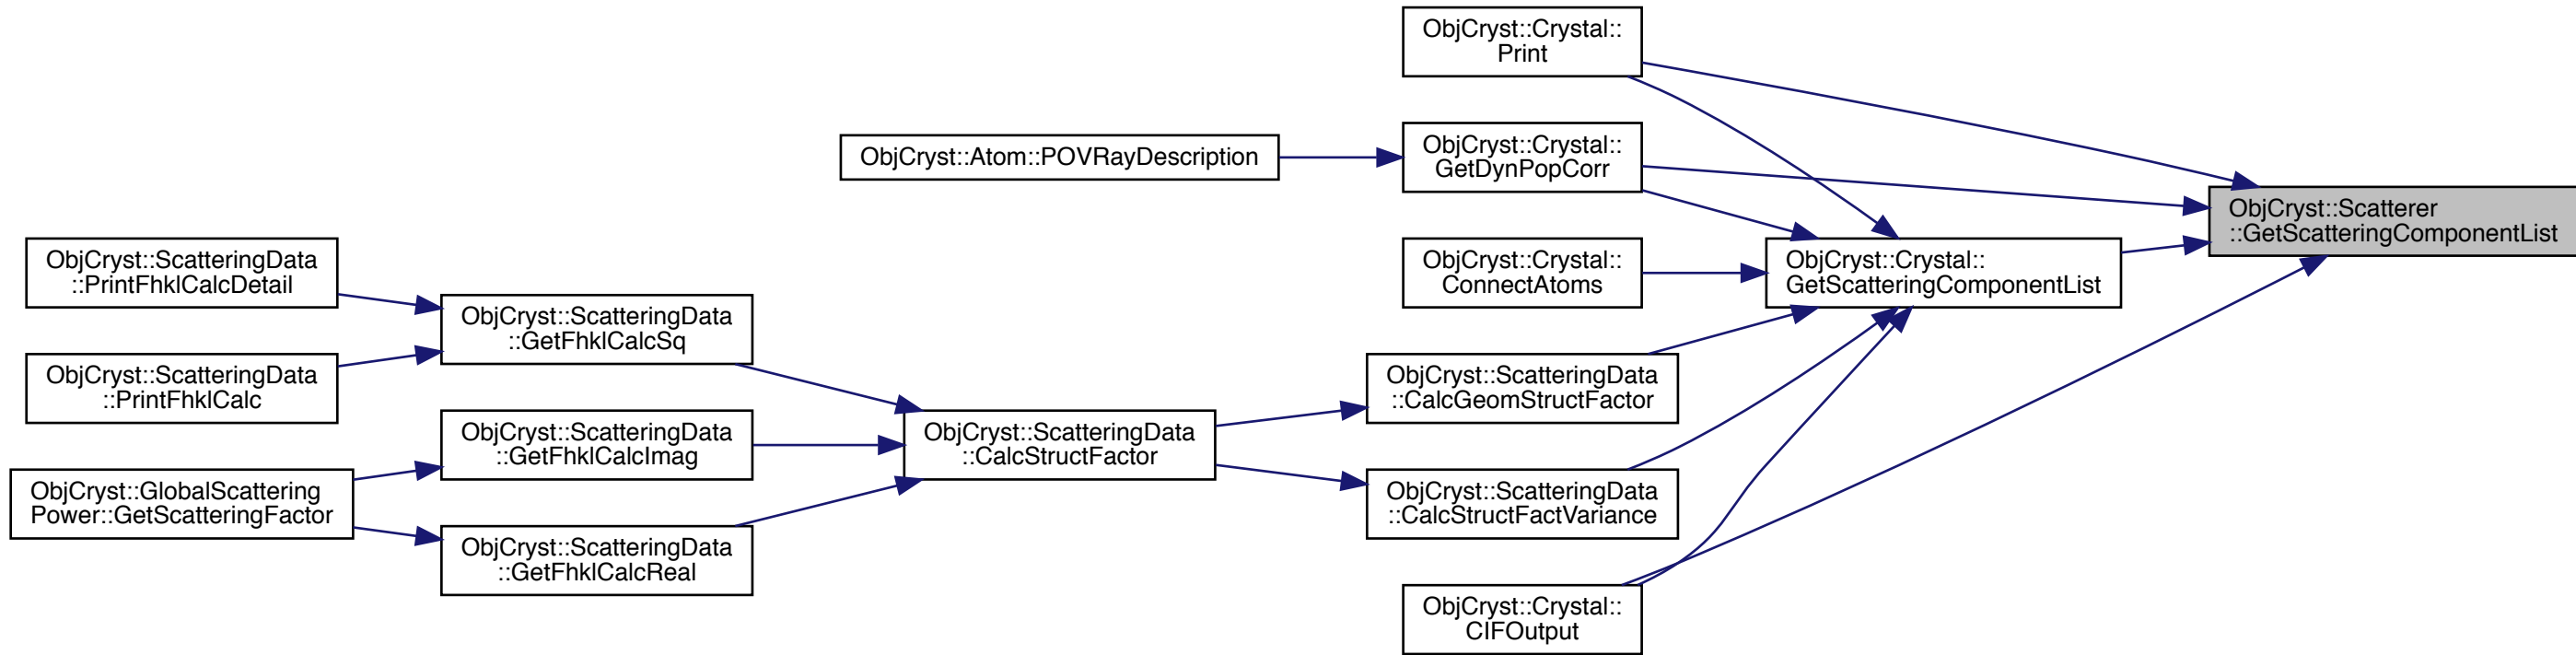 ObjCryst::Crystal::
Print
ObjCryst::Crystal::
GetDynPopCorr
ObjCryst::Atom::POVRayDescription
ObjCryst::Scatterer
::GetScatteringComponentList
ObjCryst::Crystal::
ConnectAtoms
ObjCryst::Crystal::
GetScatteringComponentList
ObjCryst::ScatteringData
::PrintFhklCalcDetail
ObjCryst::ScatteringData
::GetFhklCalcSq
ObjCryst::ScatteringData
::PrintFhklCalc
ObjCryst::ScatteringData
::CalcGeomStructFactor
ObjCryst::ScatteringData
::GetFhklCalcImag
ObjCryst::ScatteringData
::CalcStructFactor
ObjCryst::GlobalScattering
Power::GetScatteringFactor
ObjCryst::ScatteringData
::CalcStructFactVariance
ObjCryst::ScatteringData
::GetFhklCalcReal
ObjCryst::Crystal::
CIFOutput